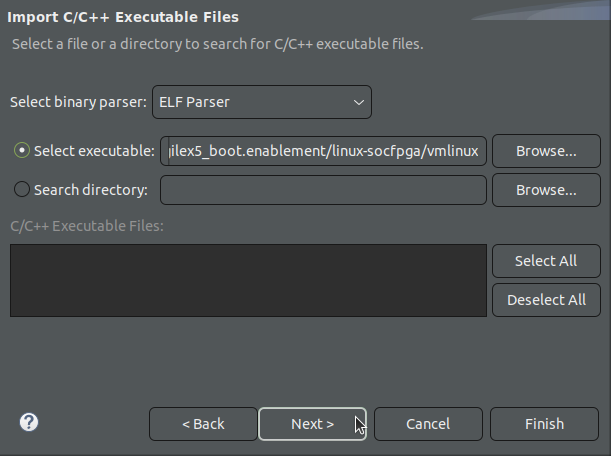 Import C/C++ Executable Files
Select a file or a directory to search for C/C++ executable files.
Select binary parser: ELF Parser
Select executable: ilex5_boot.enablement/linux-socfpga/vmlinux Browse...
Search directory: Browse...
C/C++ Executable Files:
Select All
Deselect All
? < Back Next > Cancel Finish